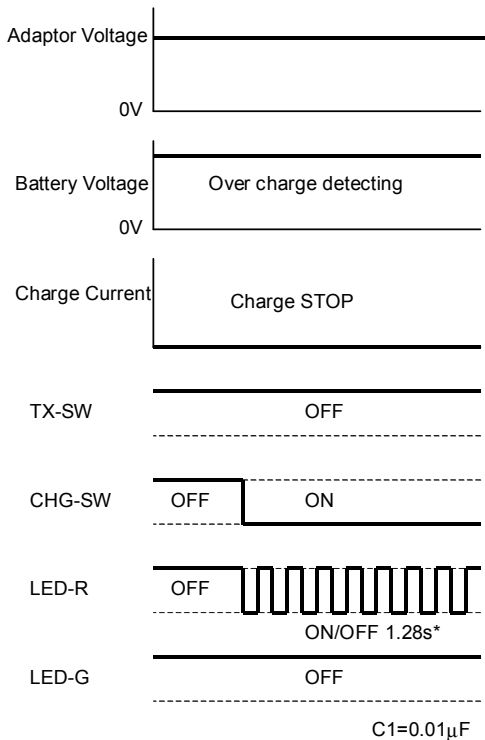 Adaptor Voltage
0V
Battery Voltage
Over charge detecting
0V
Charge Current
Charge STOP
TX-SW
OFF
CHG-SW
OFF
ON
LED-R
OFF
ON/OFF 1.28s*
LED-G
OFF
C1=0.01μF